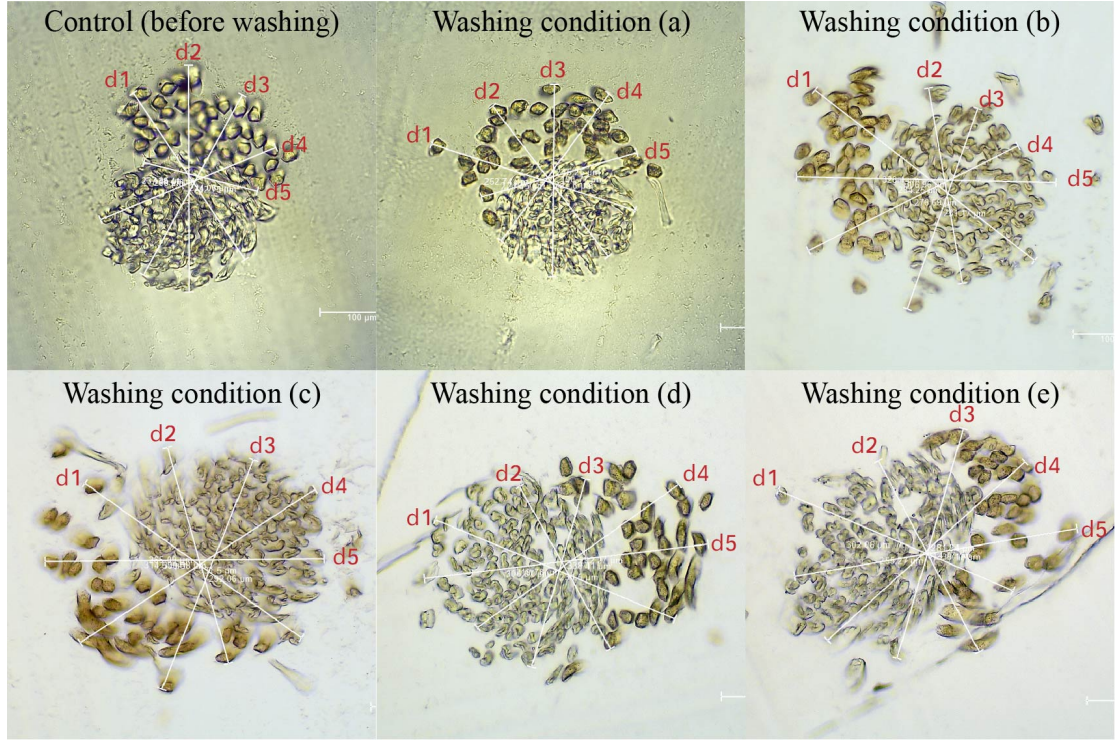 Control (before washing)
d1
d2
d3
d4
d5
100 µm
Washing condition (a)
d1
d2
d3
d4
d5
Washing condition (b)
d1
d2
d3
d4
d5
100
Washing condition (c)
d1
d2
d3
d4
d5
Washing condition (d)
d1
d2
d3
d4
d5
Washing condition (e)
d1
d2
d3
d4
d5